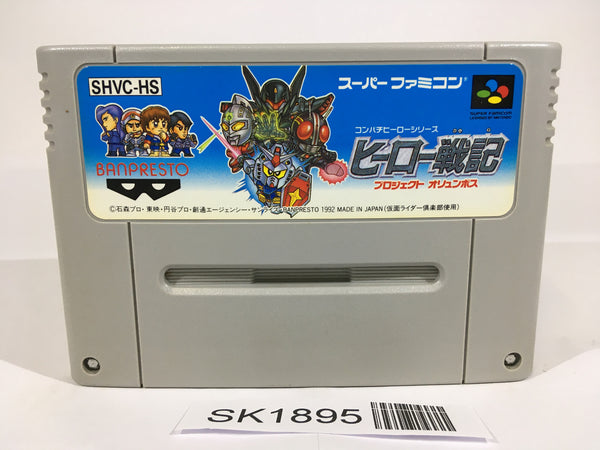 SHVC-HS
BANPRESTO
スーパーファミコン
SUPER FAMICOM
LICENSED BY NINTENDO
コンパチヒーローシリーズ
ヒーロー戦記
プロジェクト オリュンポス
©石森プロ・東映・円谷プロ・創通エージェンシー・サンライズ・BANPRESTO 1992 MADE IN JAPAN(仮面ライダー倶楽部使用)
SK1895